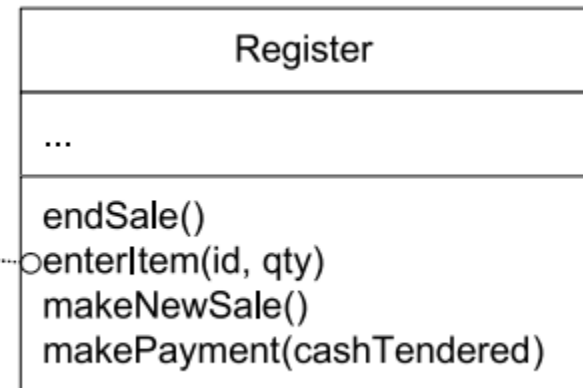 Register
...
endSale()
enterItem(id, qty)
makeNewSale()
makePayment(cashTendered)